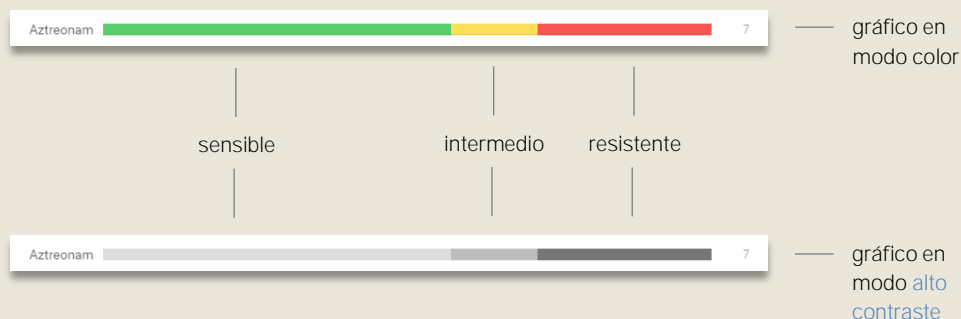 Aztreonam 7
gráfico en
modo color
sensible intermedio resistente
Aztreonam 7
gráfico en
modo alto
contraste